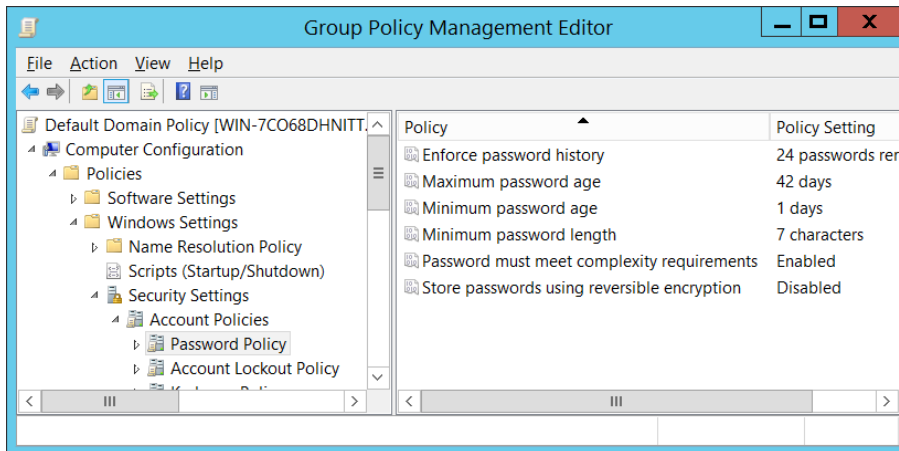 Group Policy Management Editor
File Action View Help
Default Domain Policy [WIN-7CO68DHNITT.
Computer Configuration
Policies
Software Settings
Windows Settings
Name Resolution Policy
Scripts (Startup/Shutdown)
Security Settings
Account Policies
Password Policy
Account Lockout Policy
Policy Policy Setting
Enforce password history 24 passwords rer
Maximum password age 42 days
Minimum password age 1 days
Minimum password length 7 characters
Password must meet complexity requirements Enabled
Store passwords using reversible encryption Disabled